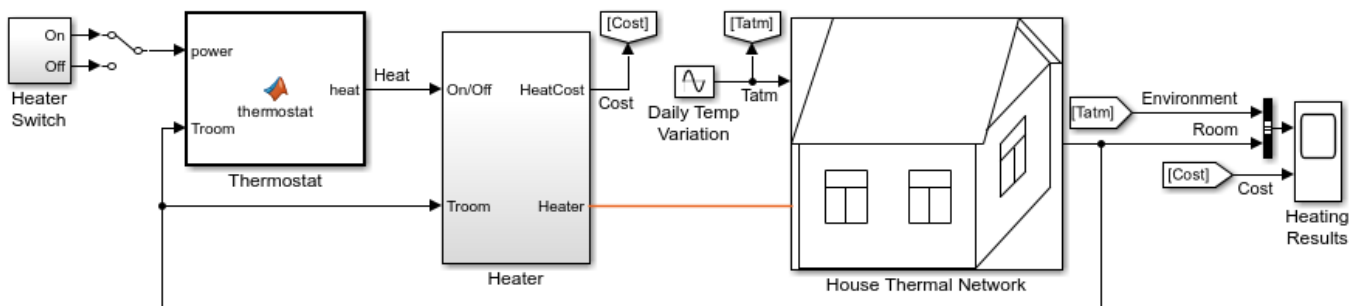 On
Off
Heater
Switch
power
Troom
thermostat
heat
Thermostat
Heat
On/Off
HeatCost
Troom
Heater
Heater
[Cost]
Cost
[Tatm]
Tatm
Daily Temp
Variation
House Thermal Network
[Tatm]
Environment
Room
[Cost]
Cost
Heating
Results